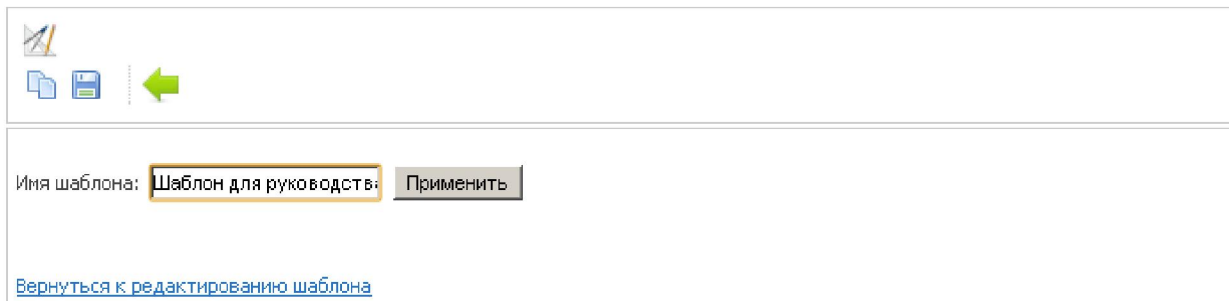 Имя шаблона: Шаблон для руководства Применить
Вернуться к редактированию шаблона